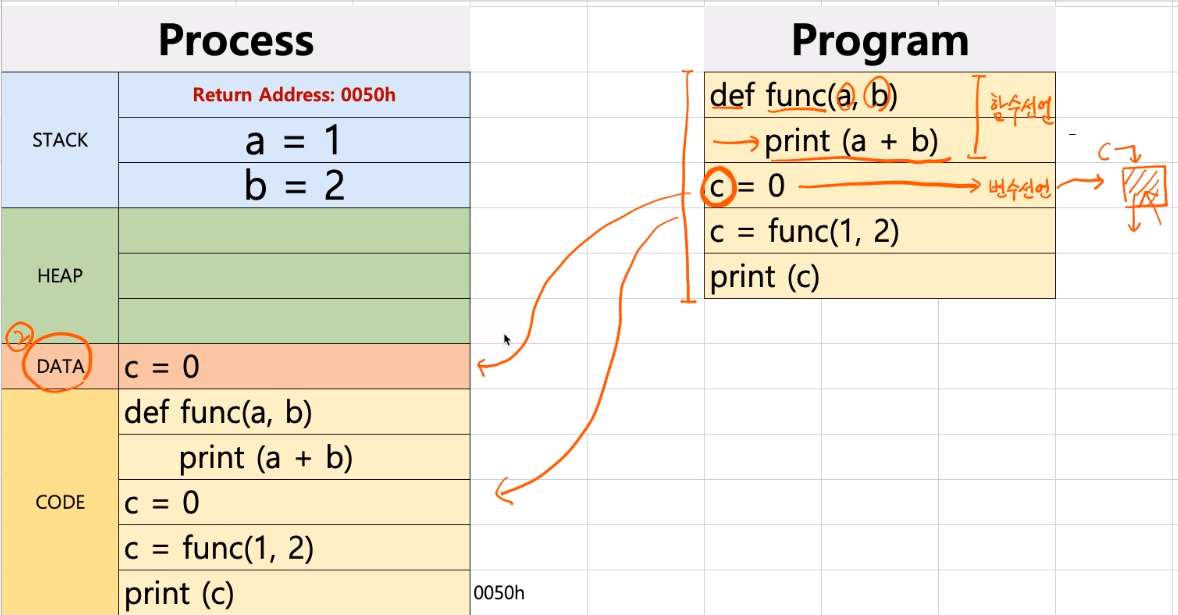 Process
Return Address: 0050h
STACK
a = 1
b = 2
HEAP
②
DATA
c = 0
CODE
def func(a, b)
print (a + b)
c = 0
c = func(1, 2)
print (c)
0050h
Program
def func(a, b)
함수선언
print (a + b)
c = 0
변수선언
C
c = func(1, 2)
print (c)